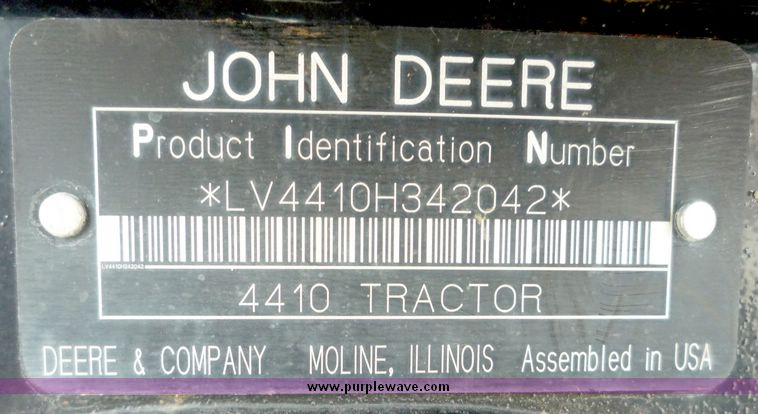 JOHN DEERE
Product Identification Number
*LV4410H342042*
LV4410H342042
4410 TRACTOR
DEERE & COMPANY MOLINE, ILLINOIS Assembled in USA
www.purplewave.com